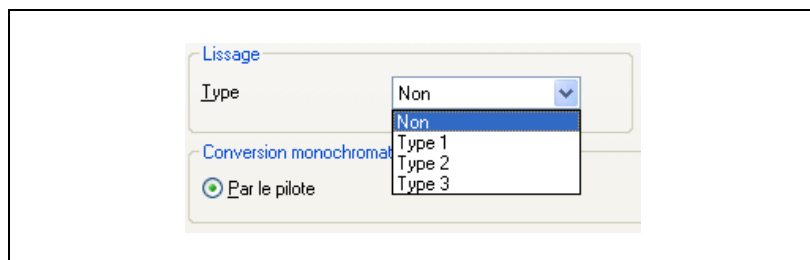 Lissage
Type
Non
Non
Type 1
Type 2
Type 3
Conversion monochromat
Par le pilote